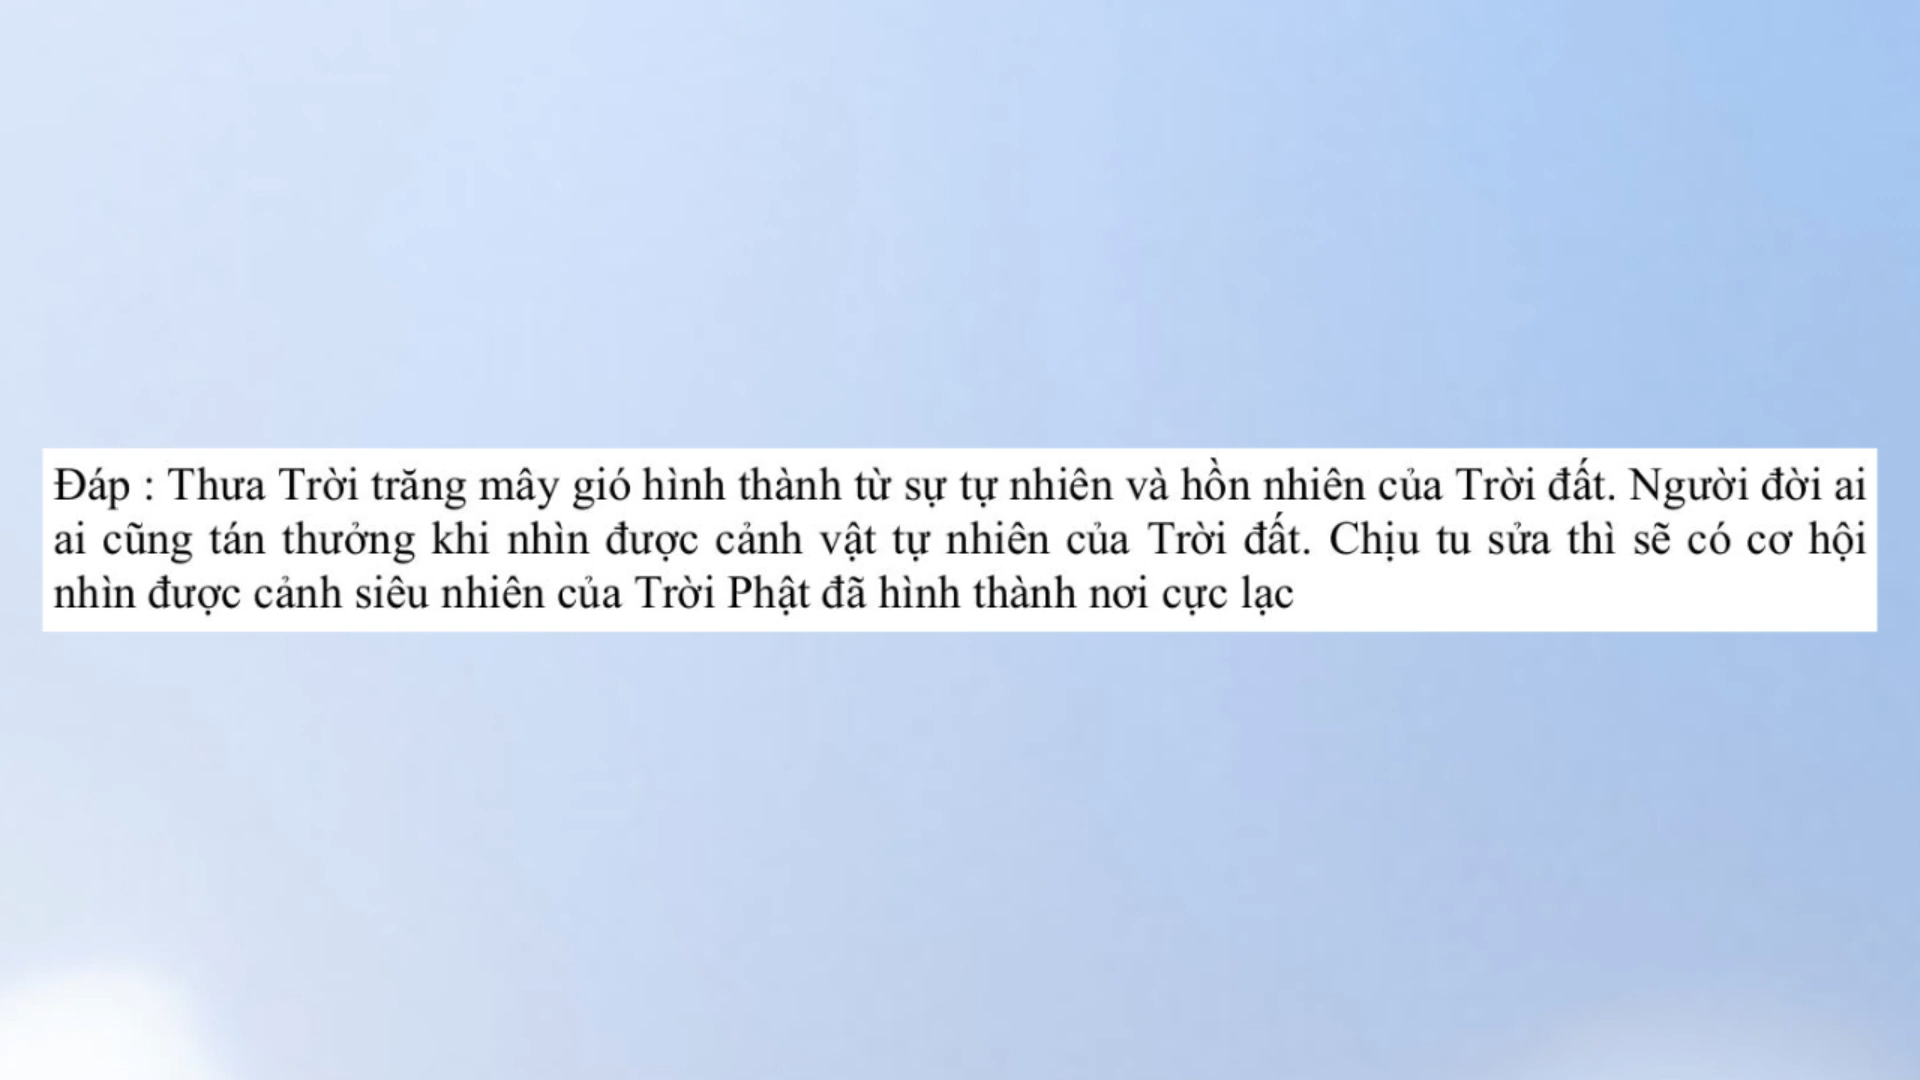 Đáp : Thưa Trời trăng mây gió hình thành từ sự tự nhiên và hồn nhiên của Trời đất. Người đời ai
ai cũng tán thưởng khi nhìn được cảnh vật tự nhiên của Trời đất. Chịu tu sửa thì sẽ có cơ hội
nhìn được cảnh siêu nhiên của Trời Phật đã hình thành nơi cực lạc